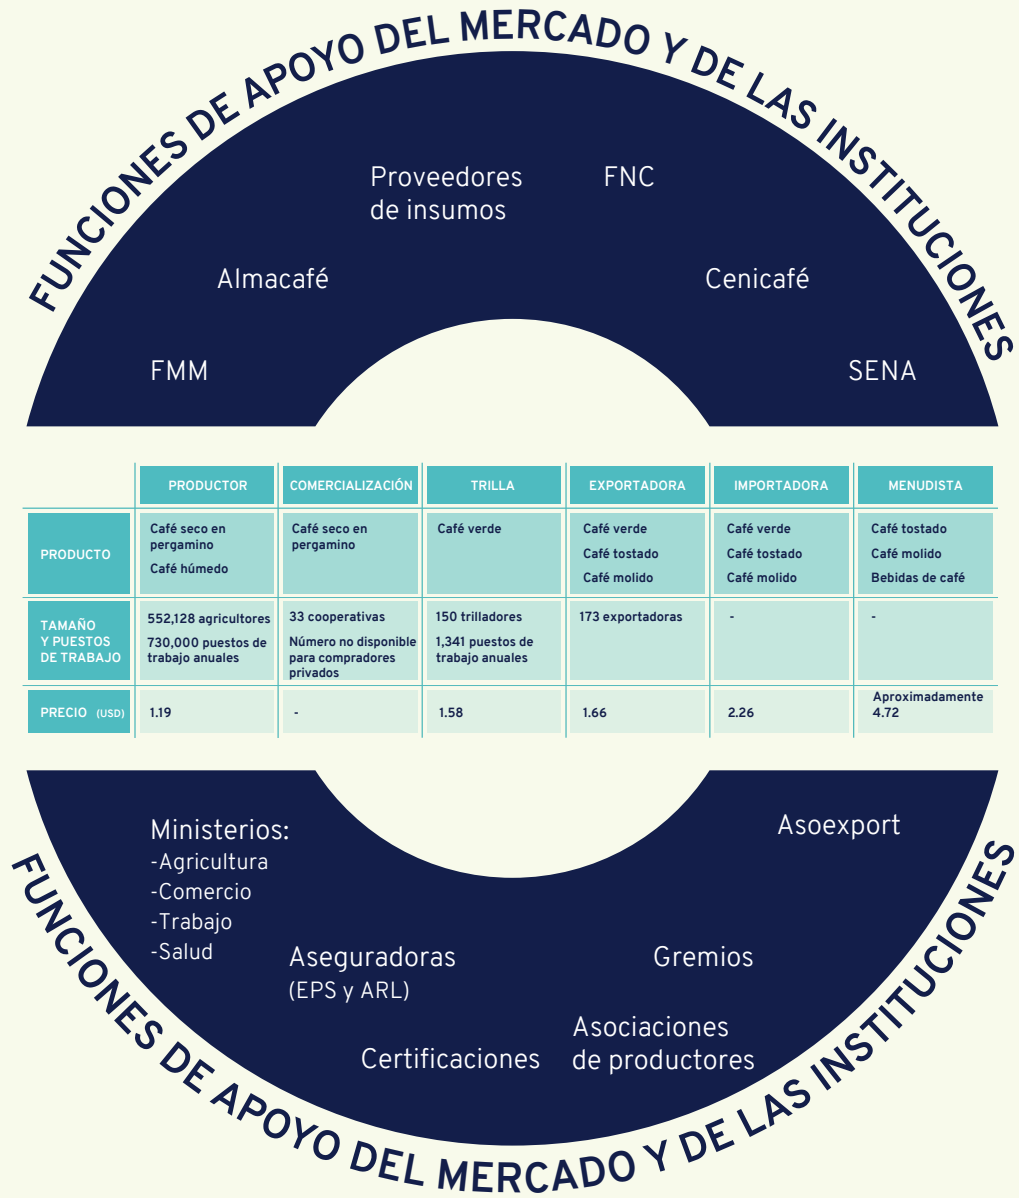 FUNCIONES DE APOYO DEL MERCADO Y DE LAS INSTITUCIONES
Proveedores
de insumos
FNC
Almacafé
Cenicafé
FMM
SENA
PRODUCTOR
COMERCIALIZACIÓN
TRILLA
EXPORTADORA
IMPORTADORA
MENUDISTA
PRODUCTO
Café seco en
pergamino
Café húmedo
Café seco en
pergamino
Café verde
Café verde
Café tostado
Café molido
Café verde
Café tostado
Café molido
Café tostado
Café molido
Bebidas de café
TAMAÑO
Y PUESTOS
DE TRABAJO
552,128 agricultores
730,000 puestos de
trabajo anuales
33 cooperativas
Número no disponible
para compradores
privados
150 trilladores
1,341 puestos de
trabajo anuales
173 exportadoras
-
-
PRECIO (USD)
1.19
-
1.58
1.66
2.26
Aproximadamente
4.72
Ministerios:
-Agricultura
-Comercio
-Trabajo
-Salud
Asoexport
Aseguradoras
(EPS y ARL)
Gremios
Certificaciones
Asociaciones
de productores
FUNCIONES DE APOYO DEL MERCADO Y DE LAS INSTITUCIONES